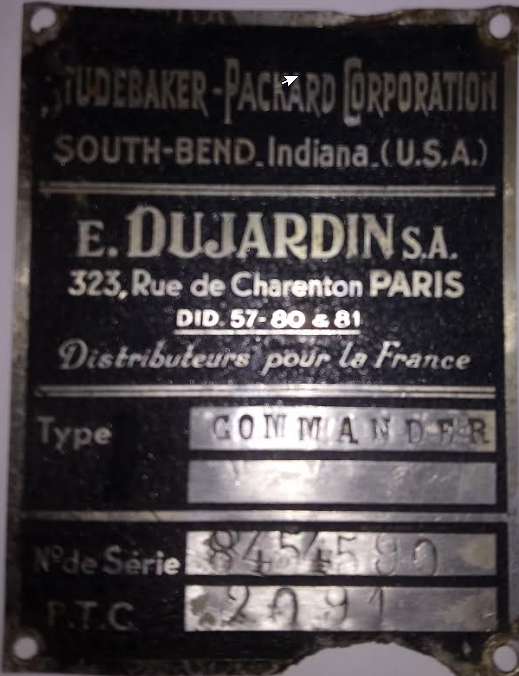 STUDEBAKER-PACKARD CORPORATION
SOUTH-BEND. Indiana. (U.S.A.)
E. DUJARDIN S.A.
323, Rue de Charenton PARIS
DID. 57-80 & 81
Distributeurs pour la France
Type COMMANDER
N° de Série 8454590
P.T.C. 2091